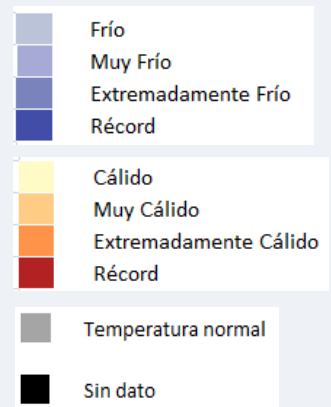 Frío
Muy Frío
Extremadamente Frío
Récord
Cálido
Muy Cálido
Extremadamente Cálido
Récord
Temperatura normal
Sin dato